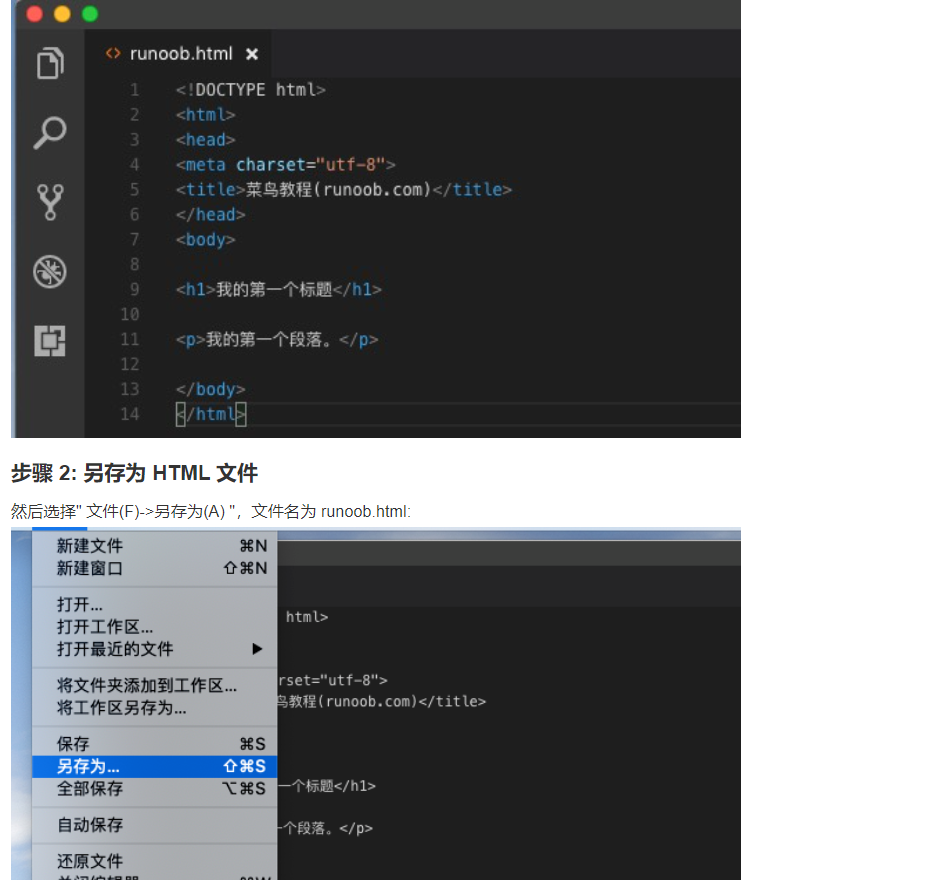 runoob.html
1 <!DOCTYPE html>
2 <html>
3 <head>
4 <meta charset="utf-8">
5 <title>菜鸟教程(runoob.com)</title>
6 </head>
7 <body>
8
9 <h1>我的第一个标题</h1>
10
11 <p>我的第一个段落。</p>
12
13 </body>
14 </html>
步骤 2: 另存为 HTML 文件
然后选择" 文件(F)->另存为(A) "，文件名为 runoob.html:
新建文件 ⌘N
新建窗口 ⇧⌘N
打开...
html>
打开工作区...
打开最近的文件 ▶
将文件夹添加到工作区...
rset="utf-8">
将工作区另存为...
鸟教程(runoob.com)</title>
保存 ⌘S
另存为... ⇧⌘S
全部保存 ⌥⌘S
一个标题</h1>
自动保存
个段落。</p>
还原文件
关闭编辑器 ⌘W